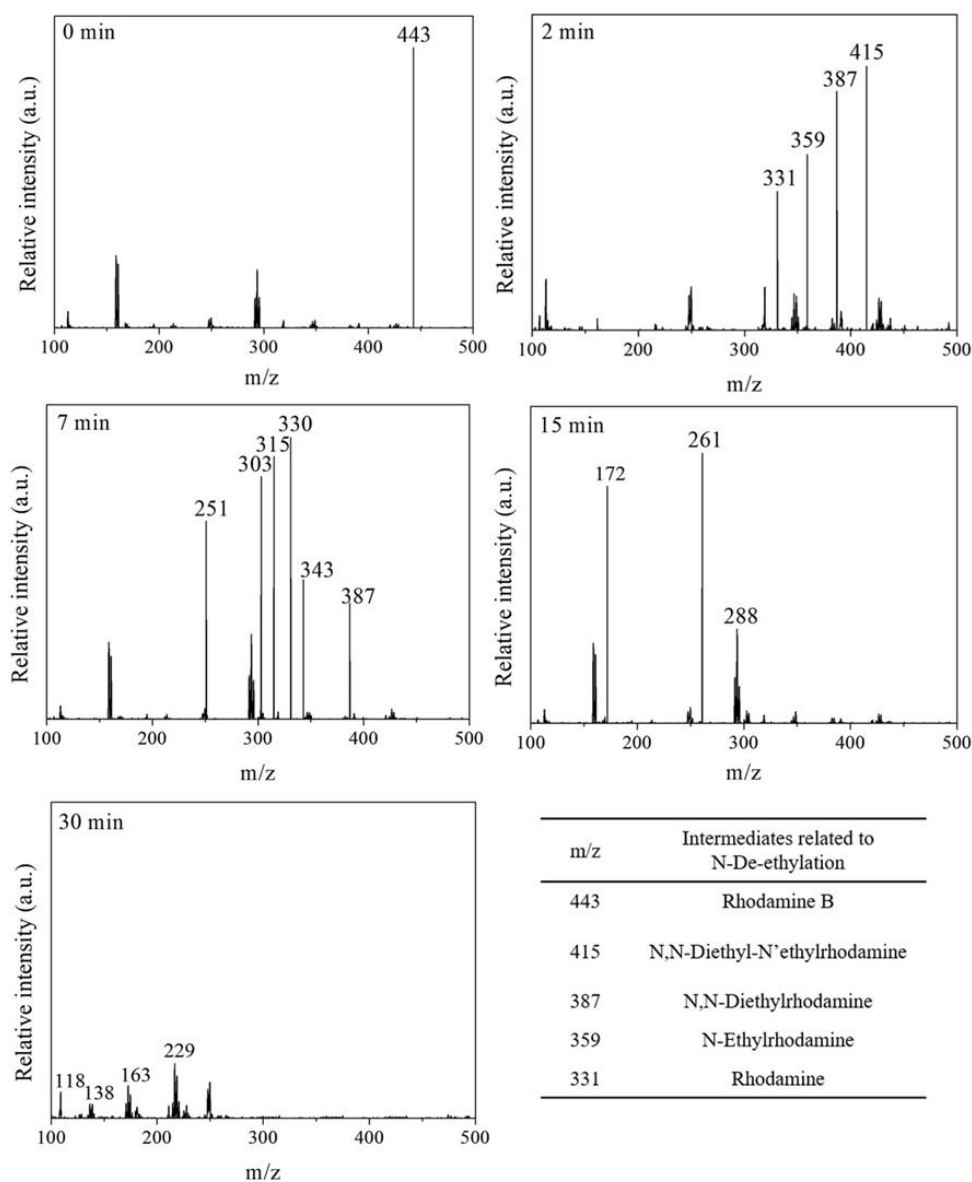 0 min
443
Relative intensity (a.u.)
100 200 300 400 500
m/z
2 min
415
387
359
331
Relative intensity (a.u.)
100 200 300 400 500
m/z
7 min
330
315
303
251
343
387
Relative intensity (a.u.)
100 200 300 400 500
m/z
15 min
261
172
288
Relative intensity (a.u.)
100 200 300 400 500
m/z
30 min
229
163
118
138
Relative intensity (a.u.)
100 200 300 400 500
m/z
m/z Intermediates related to
N-De-ethylation
443 Rhodamine B
415 N,N-Diethyl-N'ethylrhodamine
387 N,N-Diethylrhodamine
359 N-Ethylrhodamine
331 Rhodamine